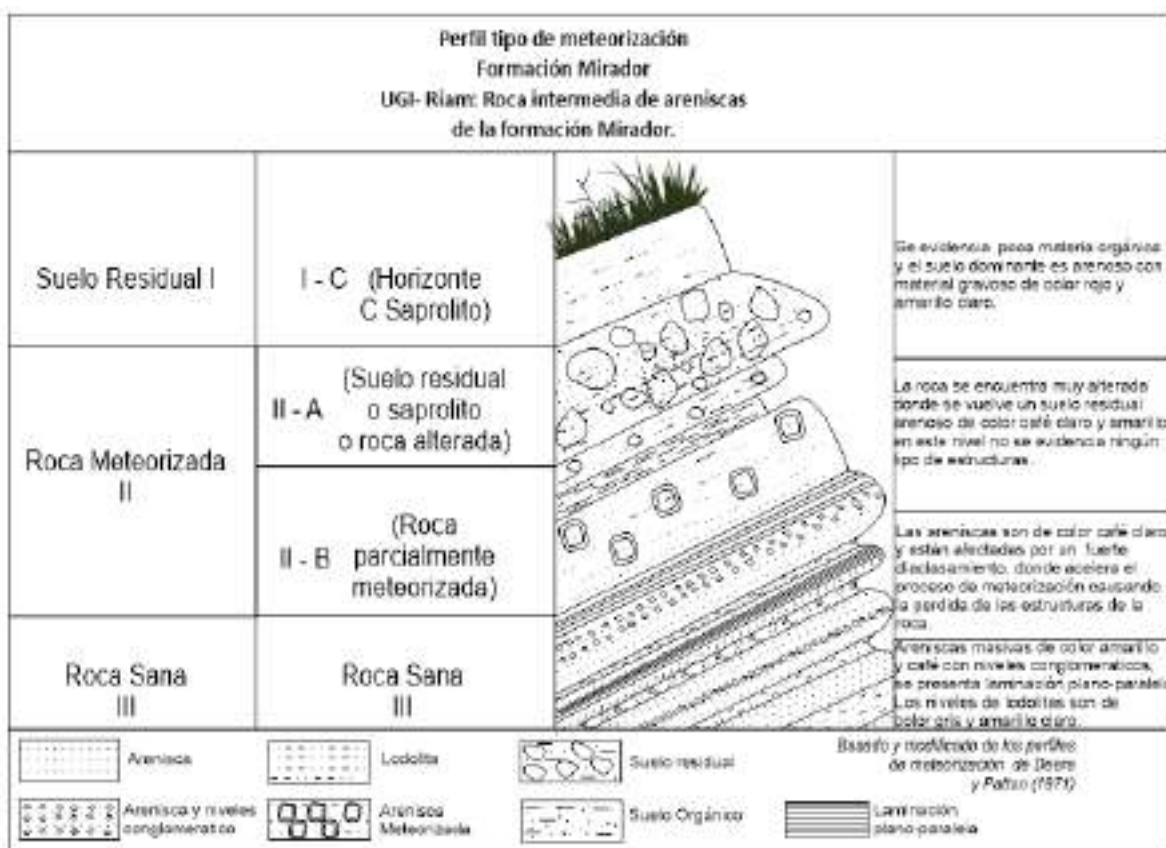 Perfil tipo de meteorización
Formación Mirador
UGI- Riam: Roca intermedia de areniscas
de la formación Mirador.
Suelo Residual I
I - C (Horizonte
C Saprolito)
Se evidencia poca materia orgánica
y el suelo dominante es arenoso con
material gravoso de color rojo y
amarillo claro.
Roca Meteorizada
II
II - A (Suelo residual
o saprolito
o roca alterada)
La roca se encuentra muy alterada
donde se vuelve un suelo residual
arenoso de color café claro y amarillo
en este nivel no se evidencia ningún
tipo de estructuras.
II - B (Roca
parcialmente
meteorizada)
Las areniscas son de color café claro
y están afectadas por un fuerte
diaclasamiento, donde acelera el
proceso de meteorización causando
la perdida de las estructuras de la
roca.
Roca Sana
III
Roca Sana
III
Areniscas masivas de color amarillo
y café con niveles conglomeraticos,
se presenta laminación plano-paralela
Los niveles de lodolitas son de
color gris y amarillo claro.
Arenisca
Lodolita
Suelo residual
Basado y modificado de los perfiles
de meteorización de Deere
y Patton (1971)
Arenisca y niveles
conglomeratico
Arenisca
Meteorizada
Suelo Orgánico
Laminación
plano-paralela